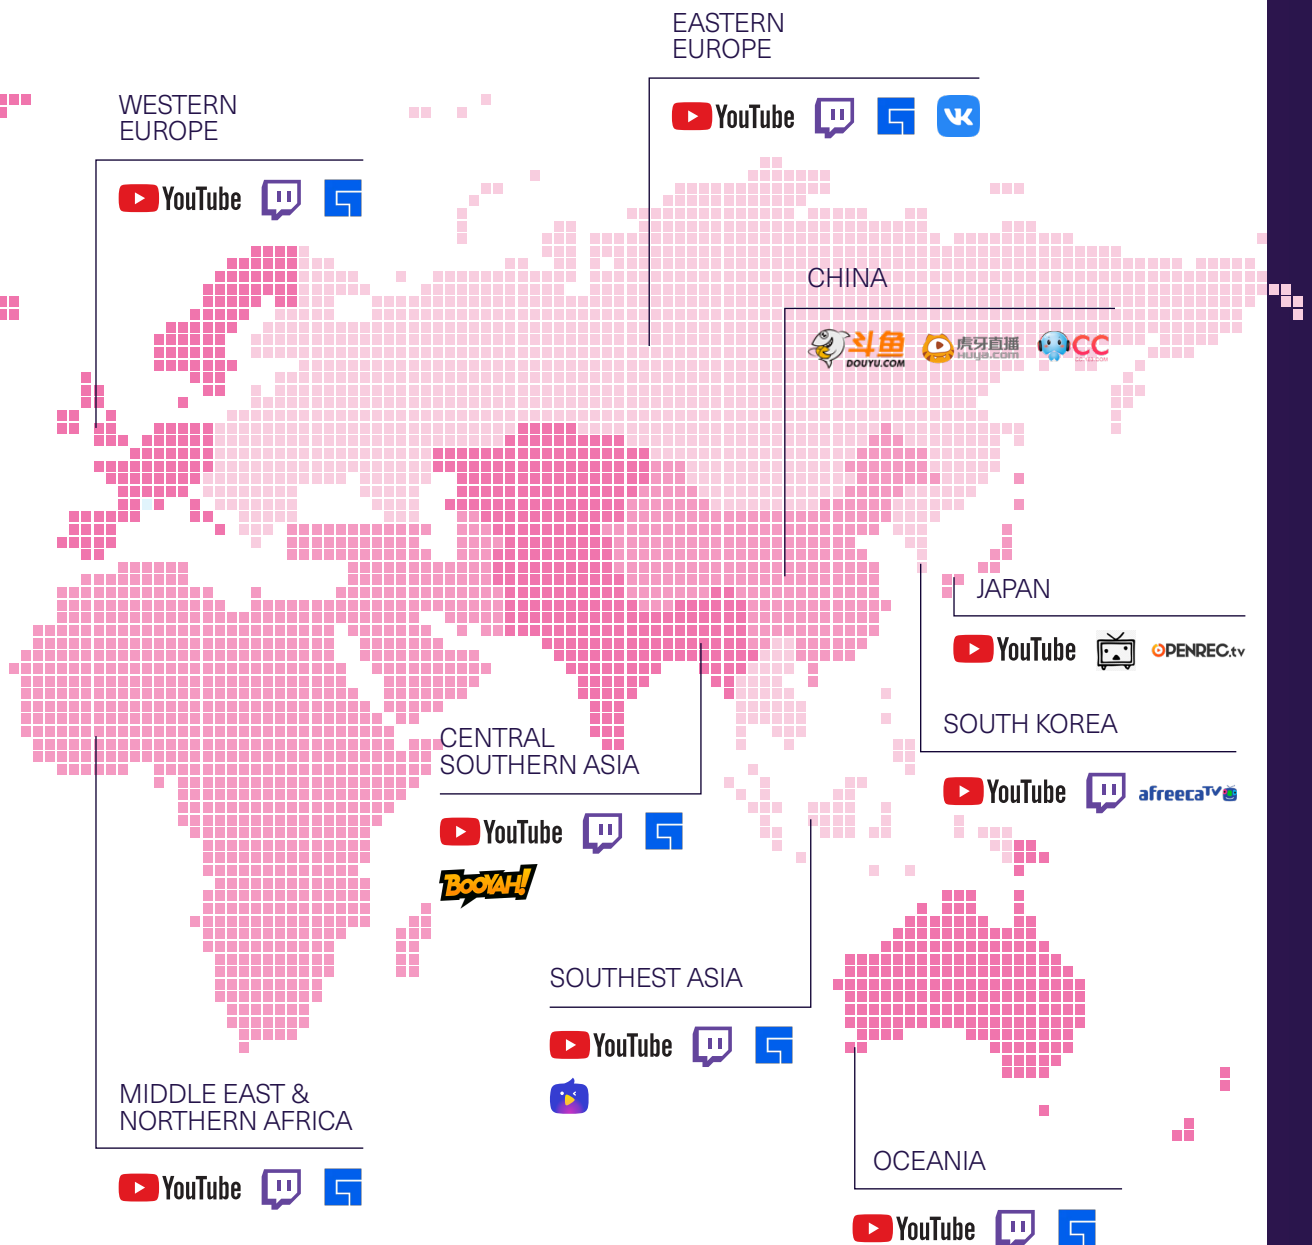 EASTERN
EUROPE
YouTube
WESTERN
EUROPE
YouTube
CHINA
斗鱼
DOUYU.COM
虎牙直播
HUYA.com
CC
JAPAN
YouTube
OPENREC.tv
SOUTH KOREA
YouTube
afreecaTV
CENTRAL
SOUTHERN ASIA
YouTube
BOOYAH!
SOUTHEST ASIA
YouTube
MIDDLE EAST &
NORTHERN AFRICA
YouTube
OCEANIA
YouTube